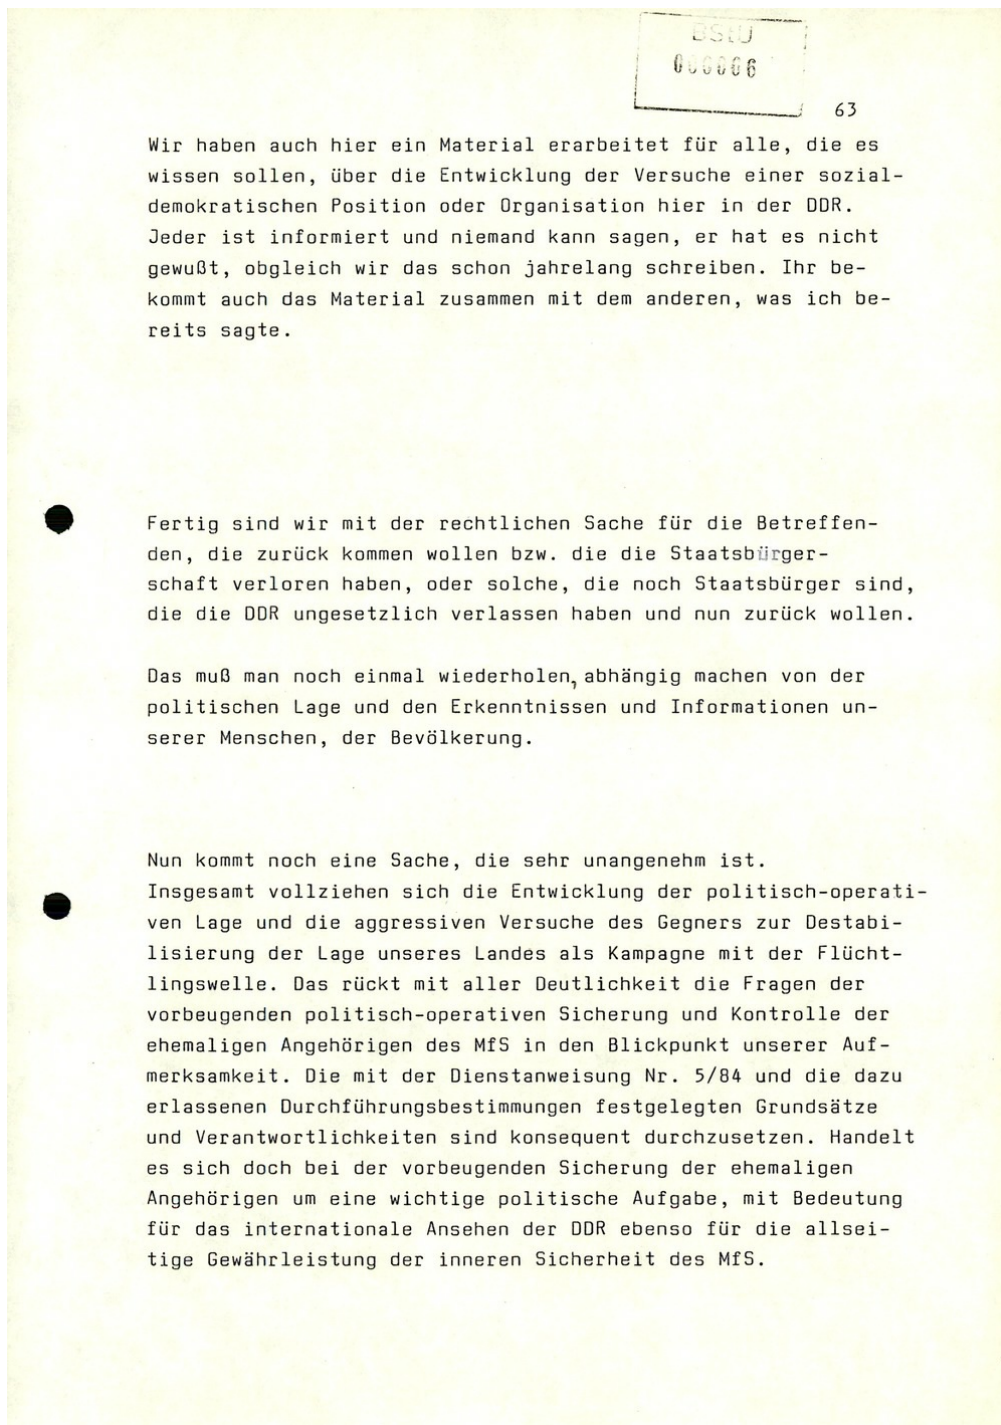 BStU
000006
63
Wir haben auch hier ein Material erarbeitet für alle, die es
wissen sollen, über die Entwicklung der Versuche einer sozial-
demokratischen Position oder Organisation hier in der DDR.
Jeder ist informiert und niemand kann sagen, er hat es nicht
gewußt, obgleich wir das schon jahrelang schreiben. Ihr be-
kommt auch das Material zusammen mit dem anderen, was ich be-
reits sagte.
Fertig sind wir mit der rechtlichen Sache für die Betreffen-
den, die zurück kommen wollen bzw. die die Staatsbürger-
schaft verloren haben, oder solche, die noch Staatsbürger sind,
die die DDR ungesetzlich verlassen haben und nun zurück wollen.
Das muß man noch einmal wiederholen, abhängig machen von der
politischen Lage und den Erkenntnissen und Informationen un-
serer Menschen, der Bevölkerung.
Nun kommt noch eine Sache, die sehr unangenehm ist.
Insgesamt vollziehen sich die Entwicklung der politisch-operati-
ven Lage und die aggressiven Versuche des Gegners zur Destabi-
lisierung der Lage unseres Landes als Kampagne mit der Flücht-
lingswelle. Das rückt mit aller Deutlichkeit die Fragen der
vorbeugenden politisch-operativen Sicherung und Kontrolle der
ehemaligen Angehörigen des MfS in den Blickpunkt unserer Auf-
merksamkeit. Die mit der Dienstanweisung Nr. 5/84 und die dazu
erlassenen Durchführungsbestimmungen festgelegten Grundsätze
und Verantwortlichkeiten sind konsequent durchzusetzen. Handelt
es sich doch bei der vorbeugenden Sicherung der ehemaligen
Angehörigen um eine wichtige politische Aufgabe, mit Bedeutung
für das internationale Ansehen der DDR ebenso für die allsei-
tige Gewährleistung der inneren Sicherheit des MfS.